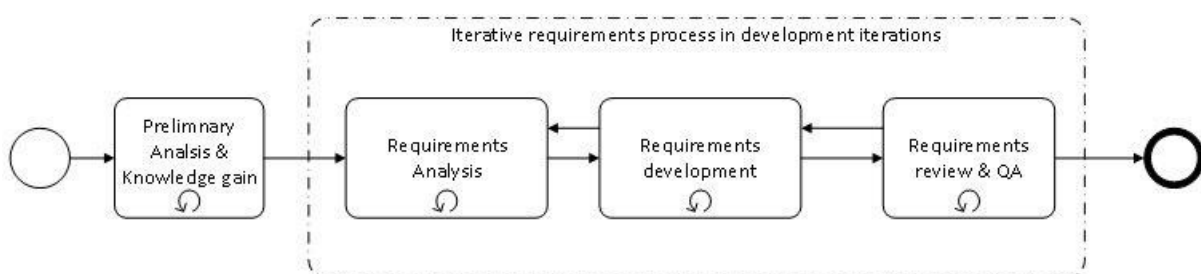 Iterative requirements process in development iterations
Prelimnary
Analsis &
Knowledge gain
Requirements
Analysis
Requirements
development
Requirements
review & QA